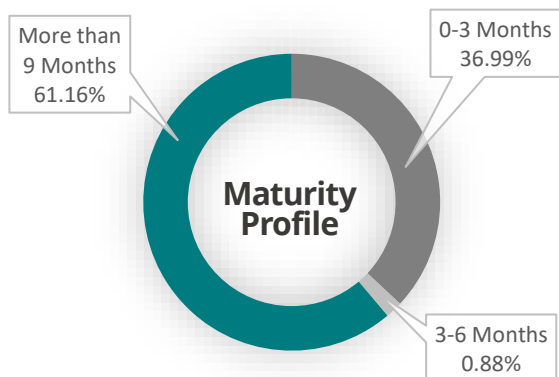 More than
9 Months
61.16%
0-3 Months
36.99%
Maturity
Profile
3-6 Months
0.88%